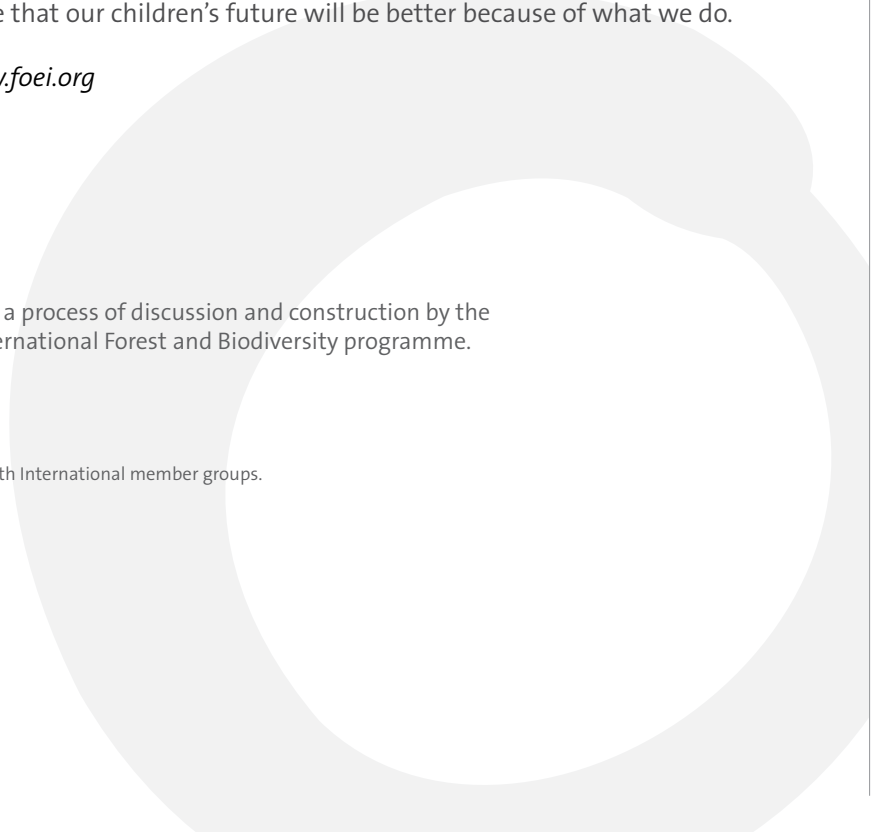 e that our children’s future will be better because of what we do.
.foei.org
a process of discussion and construction by the
ernational Forest and Biodiversity programme.
th International member groups.